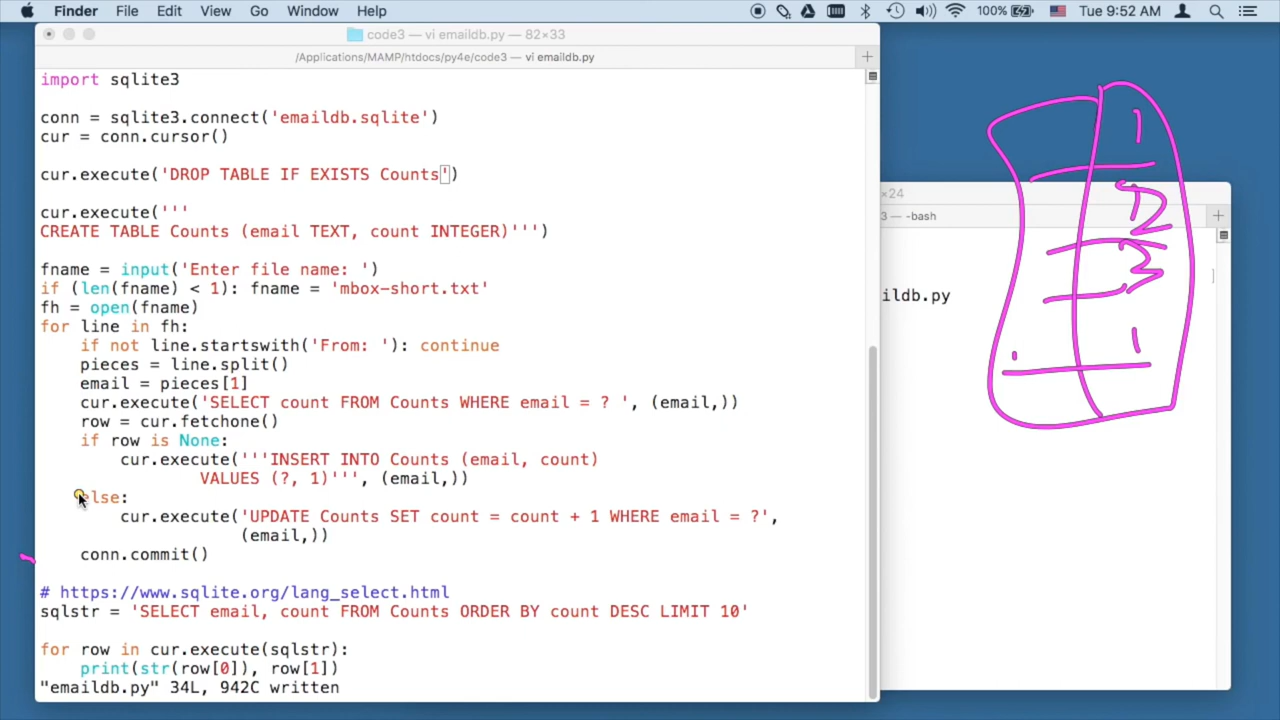 Finder File Edit View Go Window Help 100% Tue 9:52 AM
code3 — vi emaildb.py — 82×33
/Applications/MAMP/htdocs/py4e/code3 — vi emaildb.py +
import sqlite3
conn = sqlite3.connect('emaildb.sqlite')
cur = conn.cursor()
cur.execute('DROP TABLE IF EXISTS Counts')
cur.execute('''
CREATE TABLE Counts (email TEXT, count INTEGER)''')
fname = input('Enter file name: ')
if (len(fname) < 1): fname = 'mbox-short.txt'
fh = open(fname)
for line in fh:
if not line.startswith('From: '): continue
pieces = line.split()
email = pieces[1]
cur.execute('SELECT count FROM Counts WHERE email = ? ', (email,))
row = cur.fetchone()
if row is None:
cur.execute('''INSERT INTO Counts (email, count)
VALUES (?, 1)''', (email,))
else:
cur.execute('UPDATE Counts SET count = count + 1 WHERE email = ?',
(email,))
conn.commit()
# https://www.sqlite.org/lang_select.html
sqlstr = 'SELECT email, count FROM Counts ORDER BY count DESC LIMIT 10'
for row in cur.execute(sqlstr):
print(str(row[0]), row[1])
"emaildb.py" 34L, 942C written
×24
3 — -bash +
ildb.py
1
2
3
1